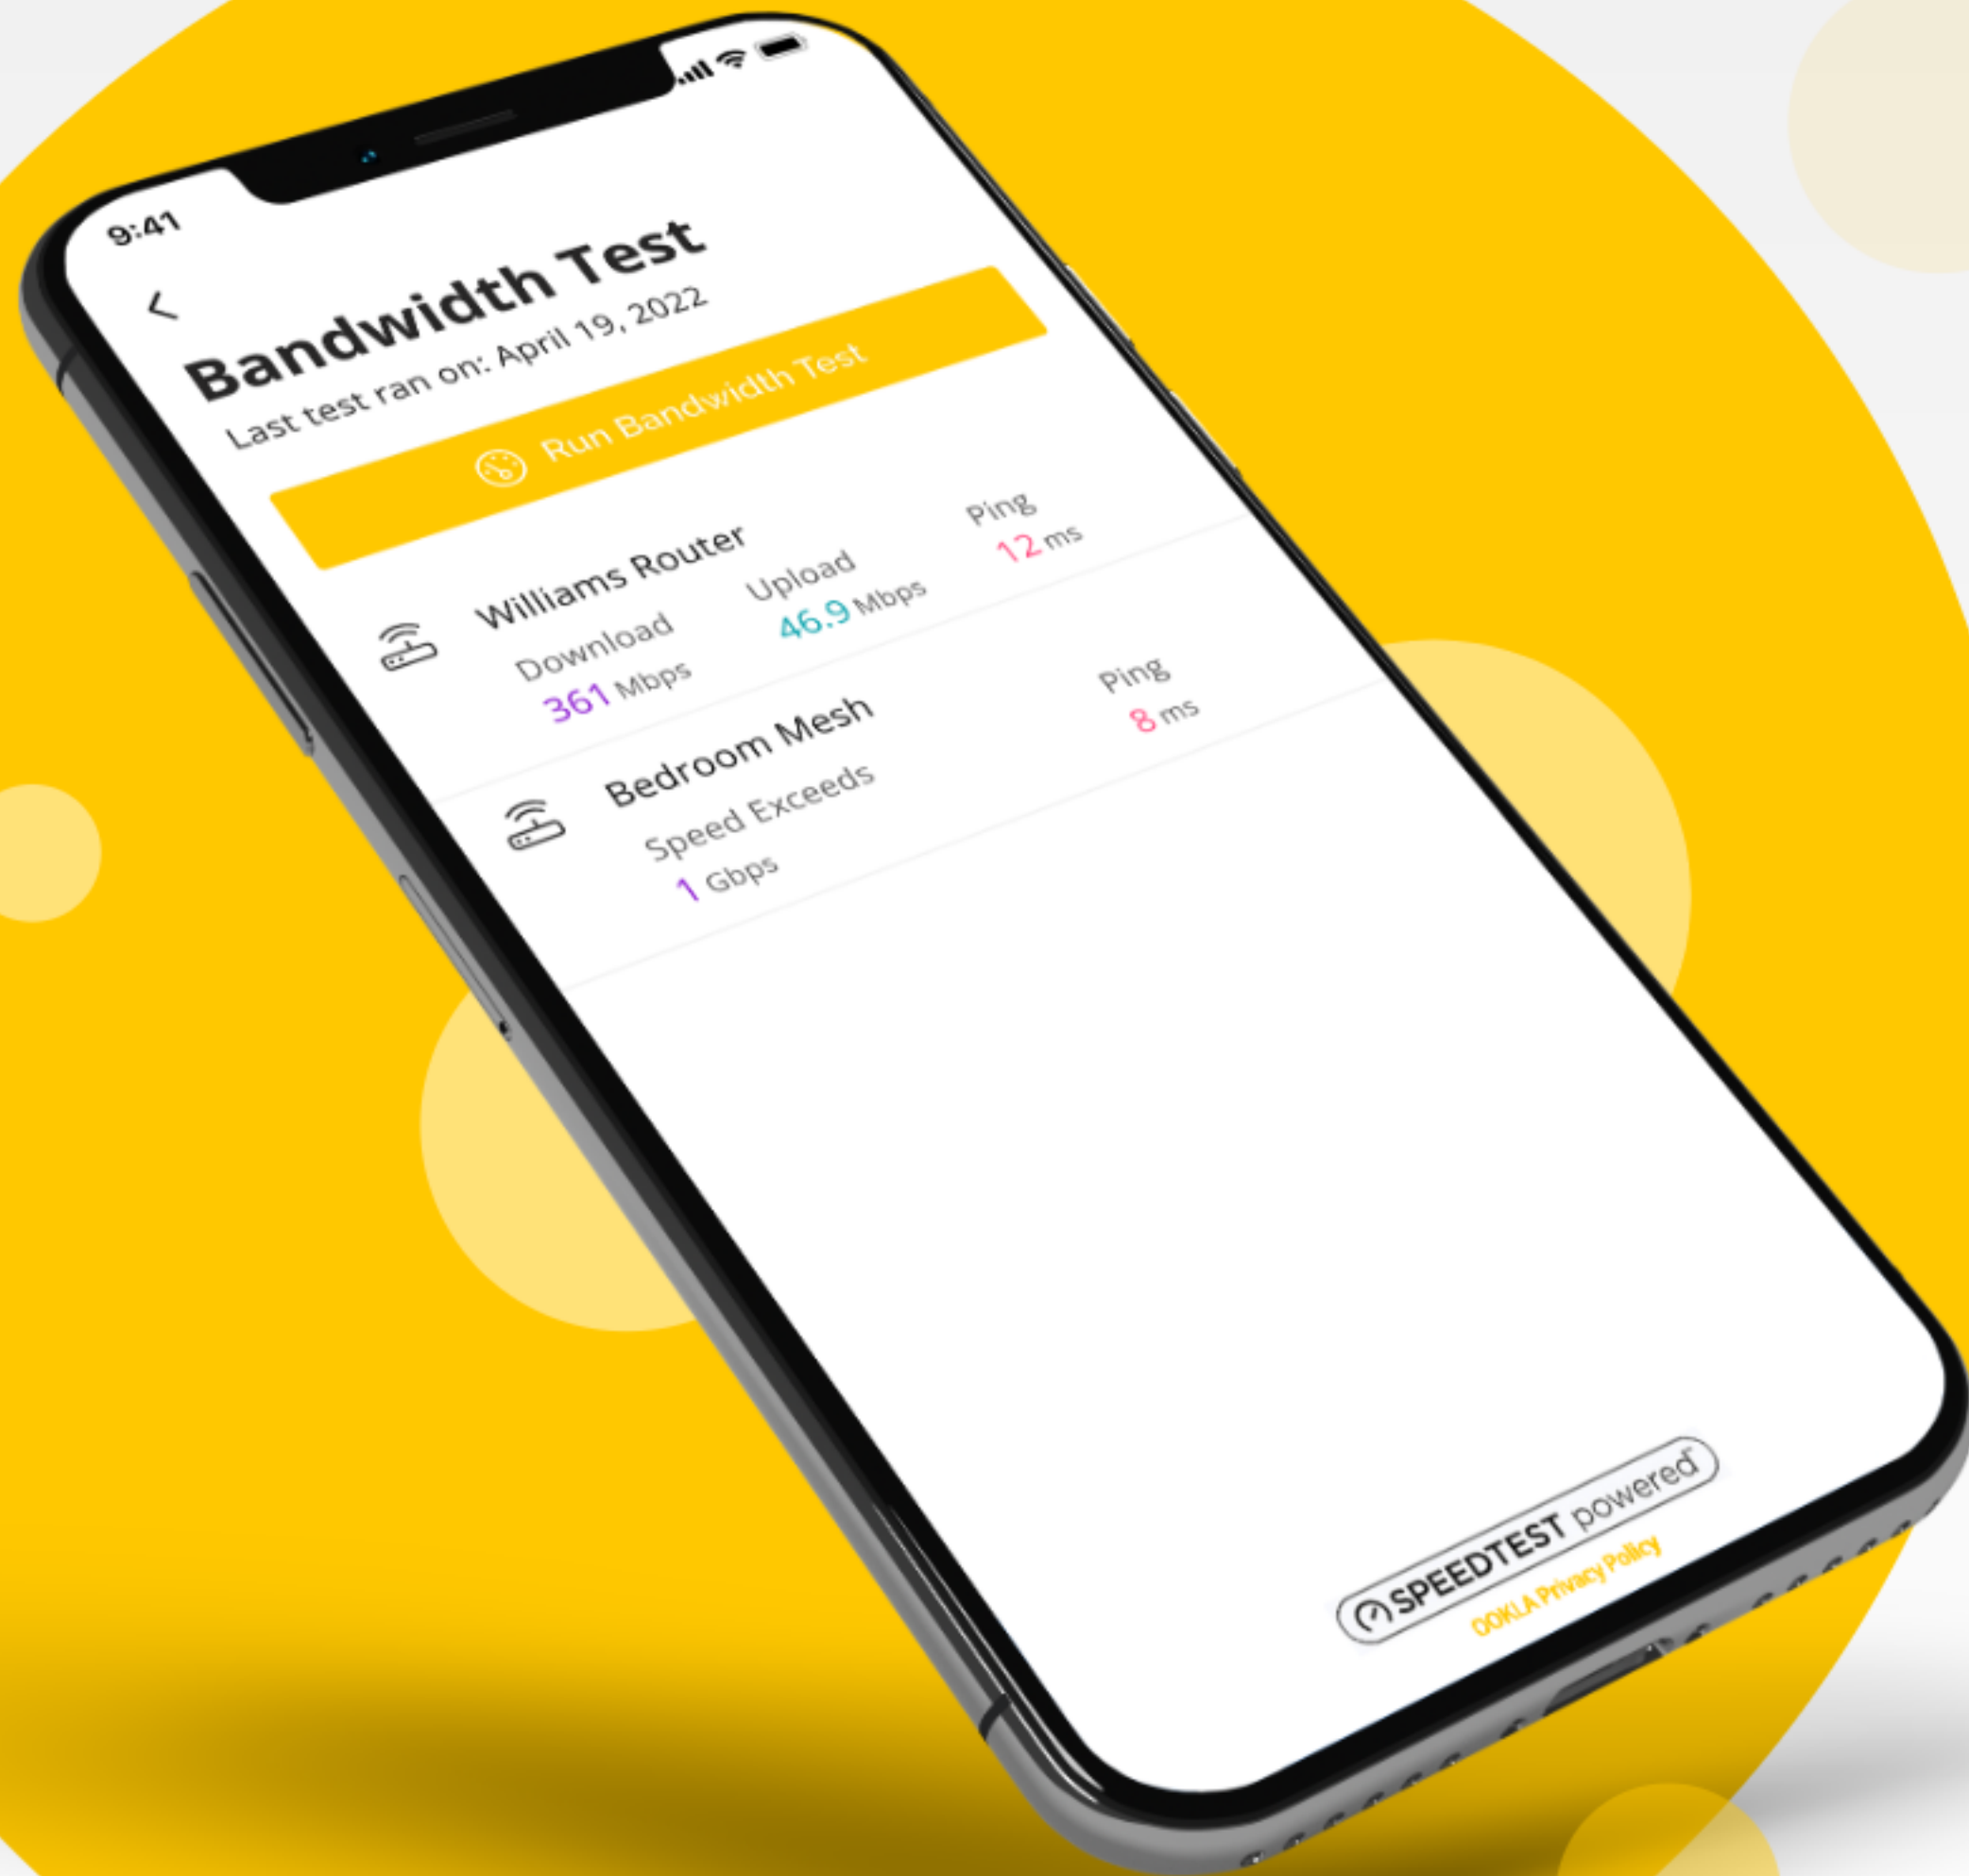 9:41
Bandwidth Test
Last test ran on: April 19, 2022
Run Bandwidth Test
Williams Router
Download Upload Ping
361 Mbps 46.9 Mbps 12 ms
Bedroom Mesh
Speed Exceeds Ping
1 Gbps 8 ms
SPEEDTEST powered™
OOKLA Privacy Policy